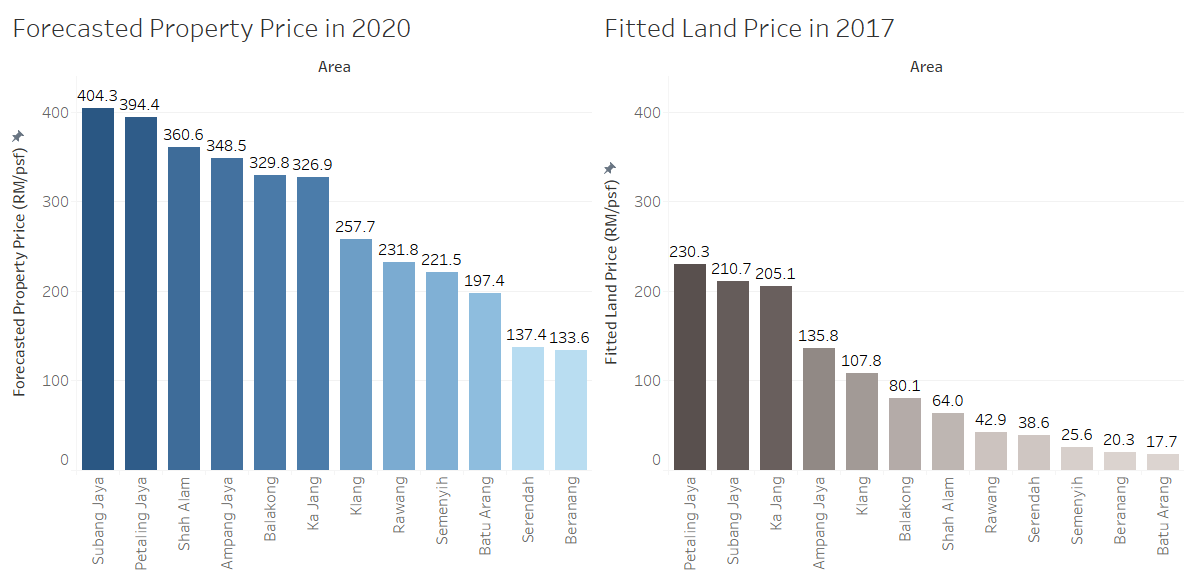 Forecasted Property Price in 2020
Area
Forecasted Property Price (RM/psf)
400
300
200
100
0
404.3
394.4
360.6
348.5
329.8
326.9
257.7
231.8
221.5
197.4
137.4
133.6
Subang Jaya
Petaling Jaya
Shah Alam
Ampang Jaya
Balakong
Ka Jang
Klang
Rawang
Semenyih
Batu Arang
Serendah
Beranang
Fitted Land Price in 2017
Area
Fitted Land Price (RM/psf)
400
300
200
100
0
230.3
210.7
205.1
135.8
107.8
80.1
64.0
42.9
38.6
25.6
20.3
17.7
Petaling Jaya
Subang Jaya
Ka Jang
Ampang Jaya
Klang
Balakong
Shah Alam
Rawang
Serendah
Semenyih
Beranang
Batu Arang